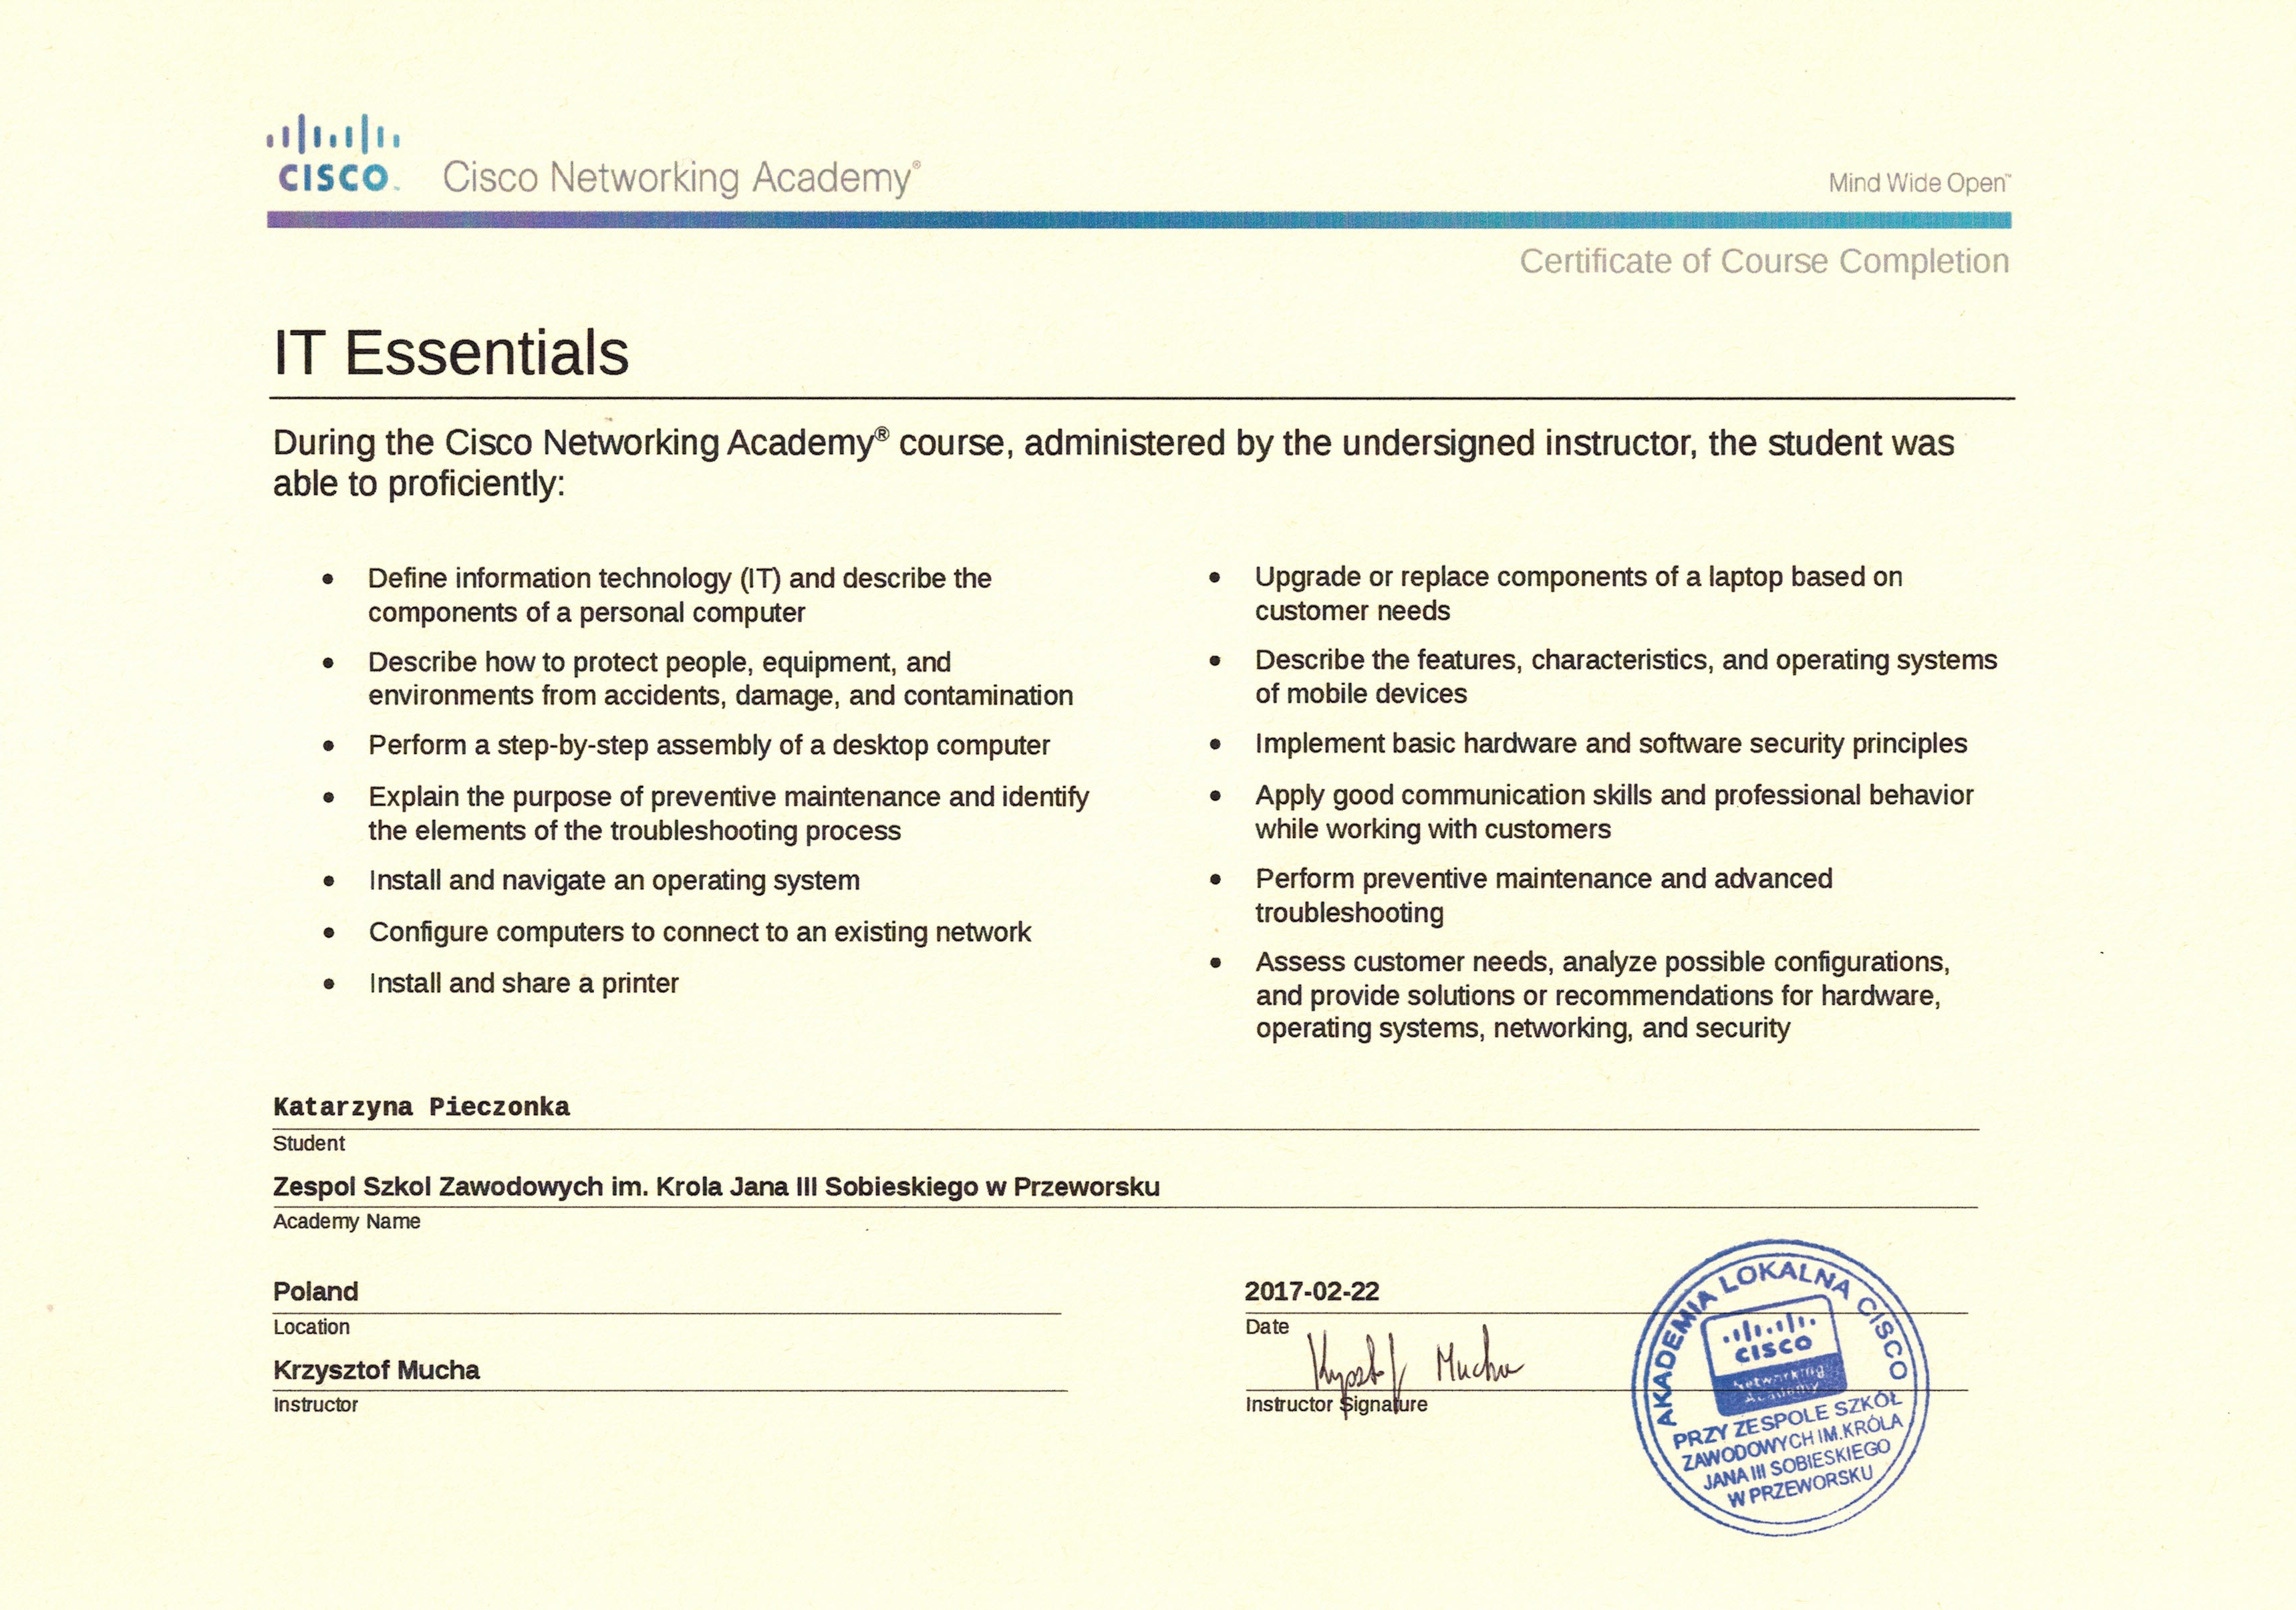 CISCO
Cisco Networking Academy®
Mind Wide Open™
Certificate of Course Completion
IT Essentials
During the Cisco Networking Academy® course, administered by the undersigned instructor, the student was
able to proficiently:
• Define information technology (IT) and describe the
components of a personal computer
• Describe how to protect people, equipment, and
environments from accidents, damage, and contamination
• Perform a step-by-step assembly of a desktop computer
• Explain the purpose of preventive maintenance and identify
the elements of the troubleshooting process
• Install and navigate an operating system
• Configure computers to connect to an existing network
• Install and share a printer
• Upgrade or replace components of a laptop based on
customer needs
• Describe the features, characteristics, and operating systems
of mobile devices
• Implement basic hardware and software security principles
• Apply good communication skills and professional behavior
while working with customers
• Perform preventive maintenance and advanced
troubleshooting
• Assess customer needs, analyze possible configurations,
and provide solutions or recommendations for hardware,
operating systems, networking, and security
Katarzyna Pieczonka
Student
Zespol Szkol Zawodowych im. Krola Jana III Sobieskiego w Przeworsku
Academy Name
Poland
Location
2017-02-22
Date
Krzysztof Mucha
Instructor
Krzysztof Mucha
Instructor Signature
AKADEMIA LOKALNA CISCO
CISCO
Networking
Academy
PRZY ZESPOLE SZKÓŁ
ZAWODOWYCH IM.KRÓLA
JANA III SOBIESKIEGO
W PRZEWORSKU